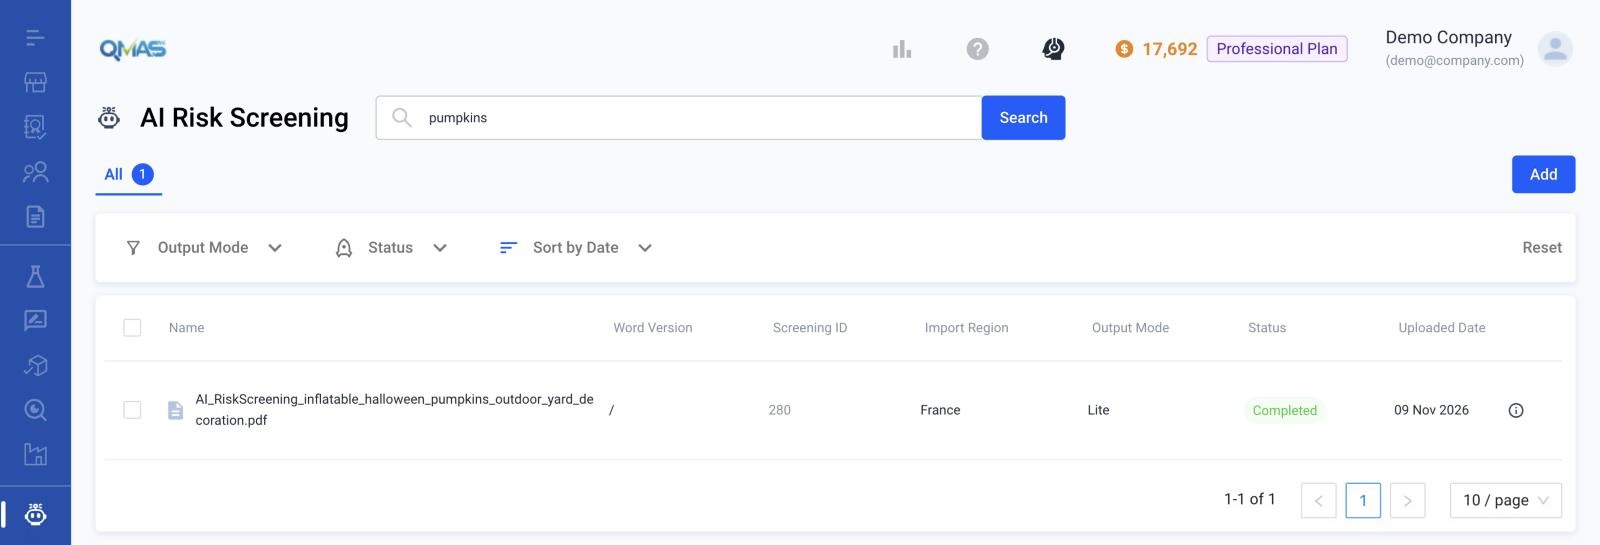 QMAS
17,692
Professional Plan
Demo Company
(demo@company.com)
AI Risk Screening
pumpkins
Search
All 1
Add
Output Mode
Status
Sort by Date
Reset
Name
Word Version
Screening ID
Import Region
Output Mode
Status
Uploaded Date
AI_RiskScreening_inflatable_halloween_pumpkins_outdoor_yard_de
coration.pdf
/
280
France
Lite
Completed
09 Nov 2026
1-1 of 1
1
10 / page